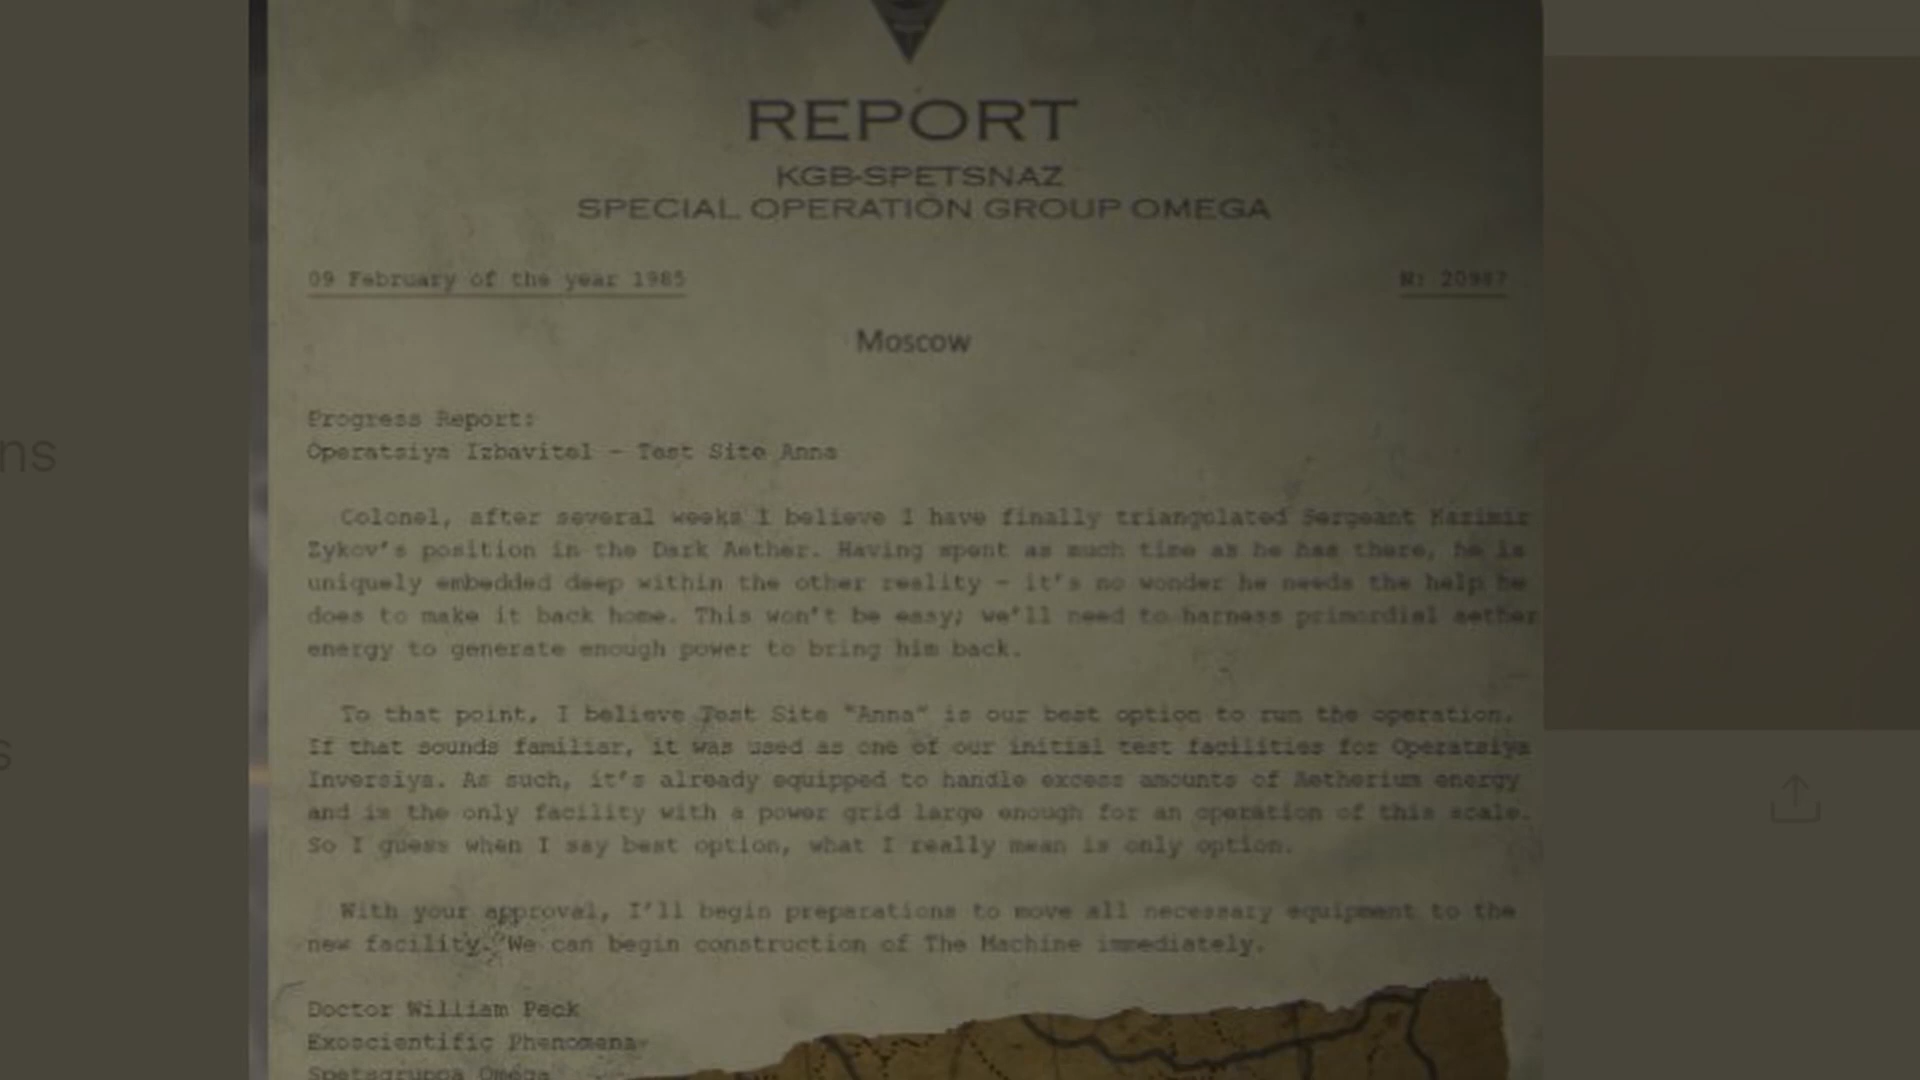 REPORT
KGB-SPETSNAZ
SPECIAL OPERATION GROUP OMEGA
09 February of the year 1985
N: 20987
Moscow
Progress Report:
Operatsiya Izbavitel - Test Site Anna
Colonel, after several weeks I believe I have finally triangulated Sergeant Kazimir
Zykov's position in the Dark Aether. Having spent as much time as he has there, he is
uniquely embedded deep within the other reality - it's no wonder he needs the help he
does to make it back home. This won't be easy; we'll need to harness primordial aether
energy to generate enough power to bring him back.
To that point, I believe Test Site "Anna" is our best option to run the operation.
If that sounds familiar, it was used as one of our initial test facilities for Operatsiya
Inversiya. As such, it's already equipped to handle excess amounts of Aetherium energy
and is the only facility with a power grid large enough for an operation of this scale.
So I guess when I say best option, what I really mean is only option.
With your approval, I'll begin preparations to move all necessary equipment to the
new facility. We can begin construction of The Machine immediately.
Doctor William Peck
Exoscientific Phenomena
Spetsgruppa Omega
ns
s